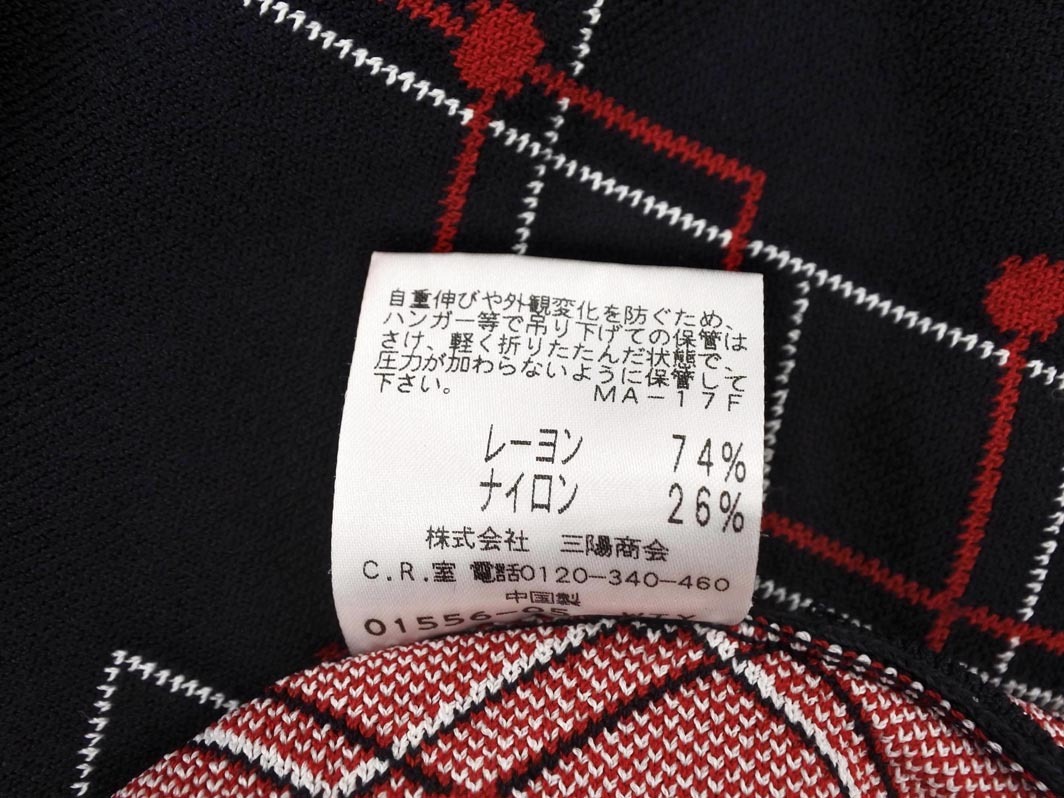 自重伸びや外観変化を防ぐため、
ハンガー等で吊り下げての保管は
さけ、軽く折りたたんだ状態で、
圧力が加わらないように保管して
下さい。 MA-17F
レーヨン 74%
ナイロン 26%
株式会社 三陽商会
C.R.室 電話0120-340-460
中国製
01556-05